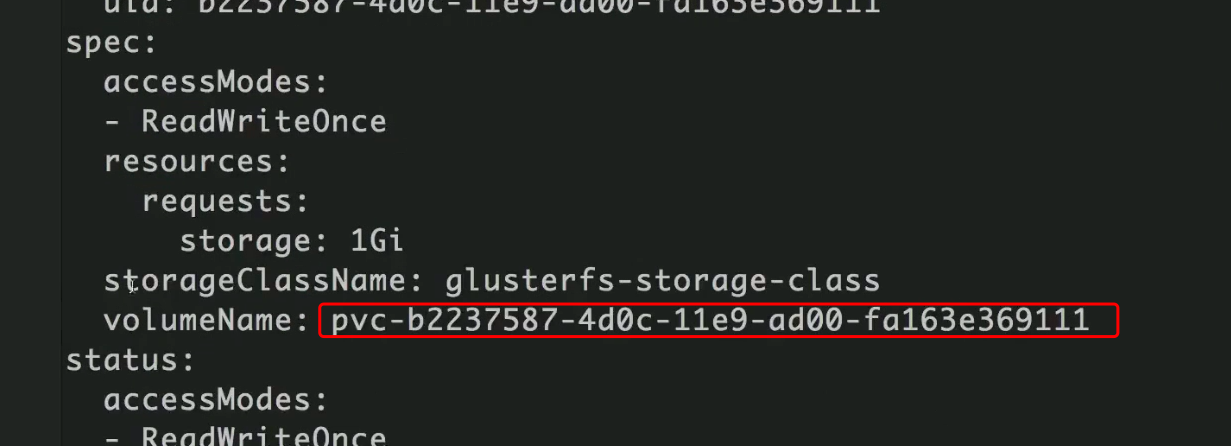 uid: b2237587-4d0c-11e9-ad00-fa163e369111
spec:
  accessModes:
  - ReadWriteOnce
  resources:
    requests:
      storage: 1Gi
  storageClassName: glusterfs-storage-class
  volumeName: pvc-b2237587-4d0c-11e9-ad00-fa163e369111
status:
  accessModes:
  - ReadWriteOnce